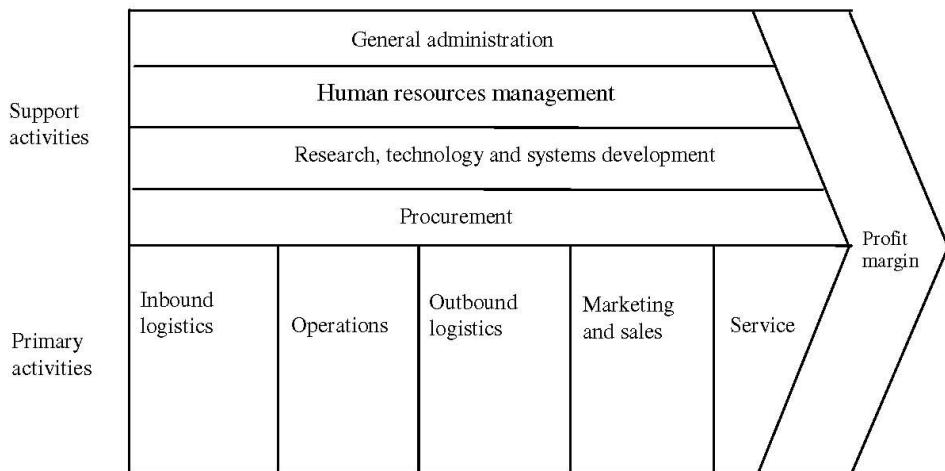 General administration
Human resources management
Support
activities
Research, technology and systems development
Procurement
Profit
margin
Inbound
logistics
Operations
Outbound
logistics
Marketing
and sales
Service
Primary
activities